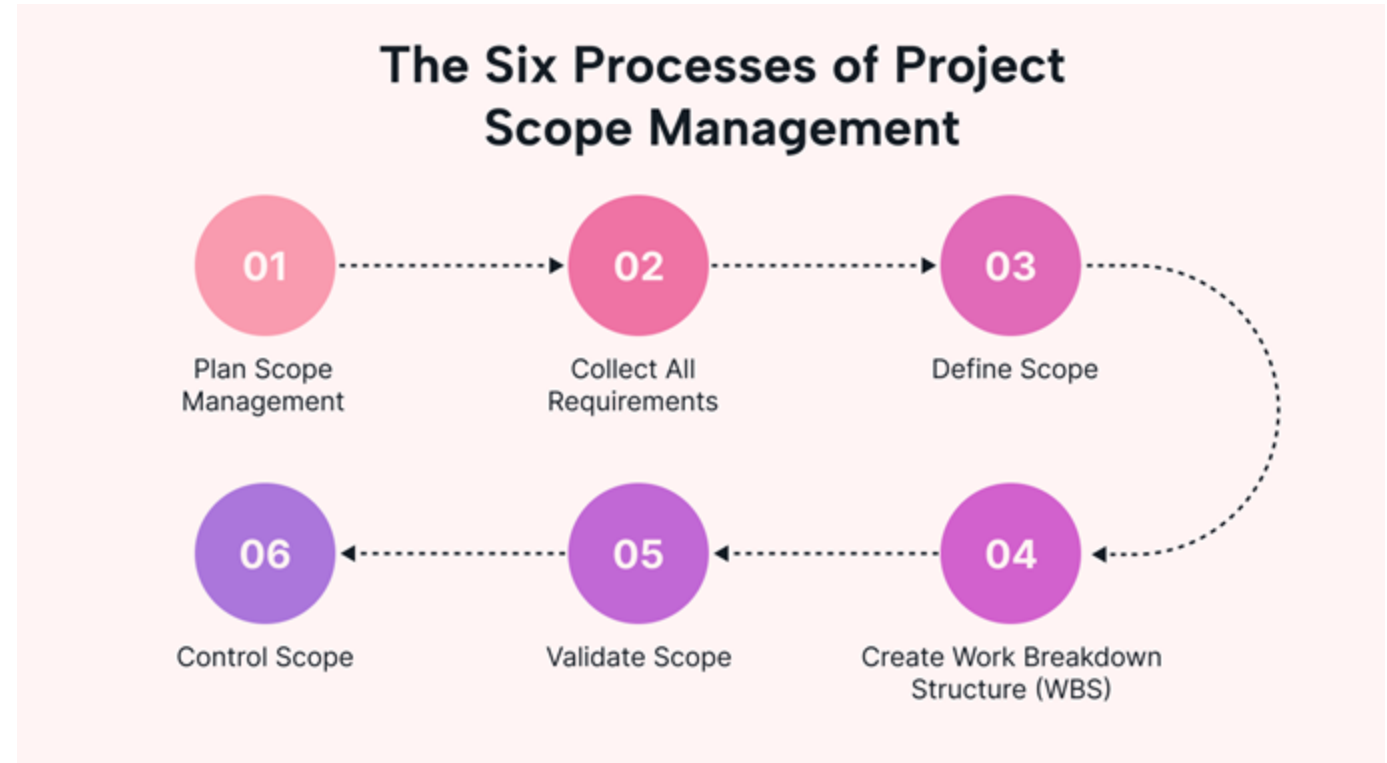 The Six Processes of Project
Scope Management
01
Plan Scope
Management
02
Collect All
Requirements
03
Define Scope
04
Create Work Breakdown
Structure (WBS)
05
Validate Scope
06
Control Scope